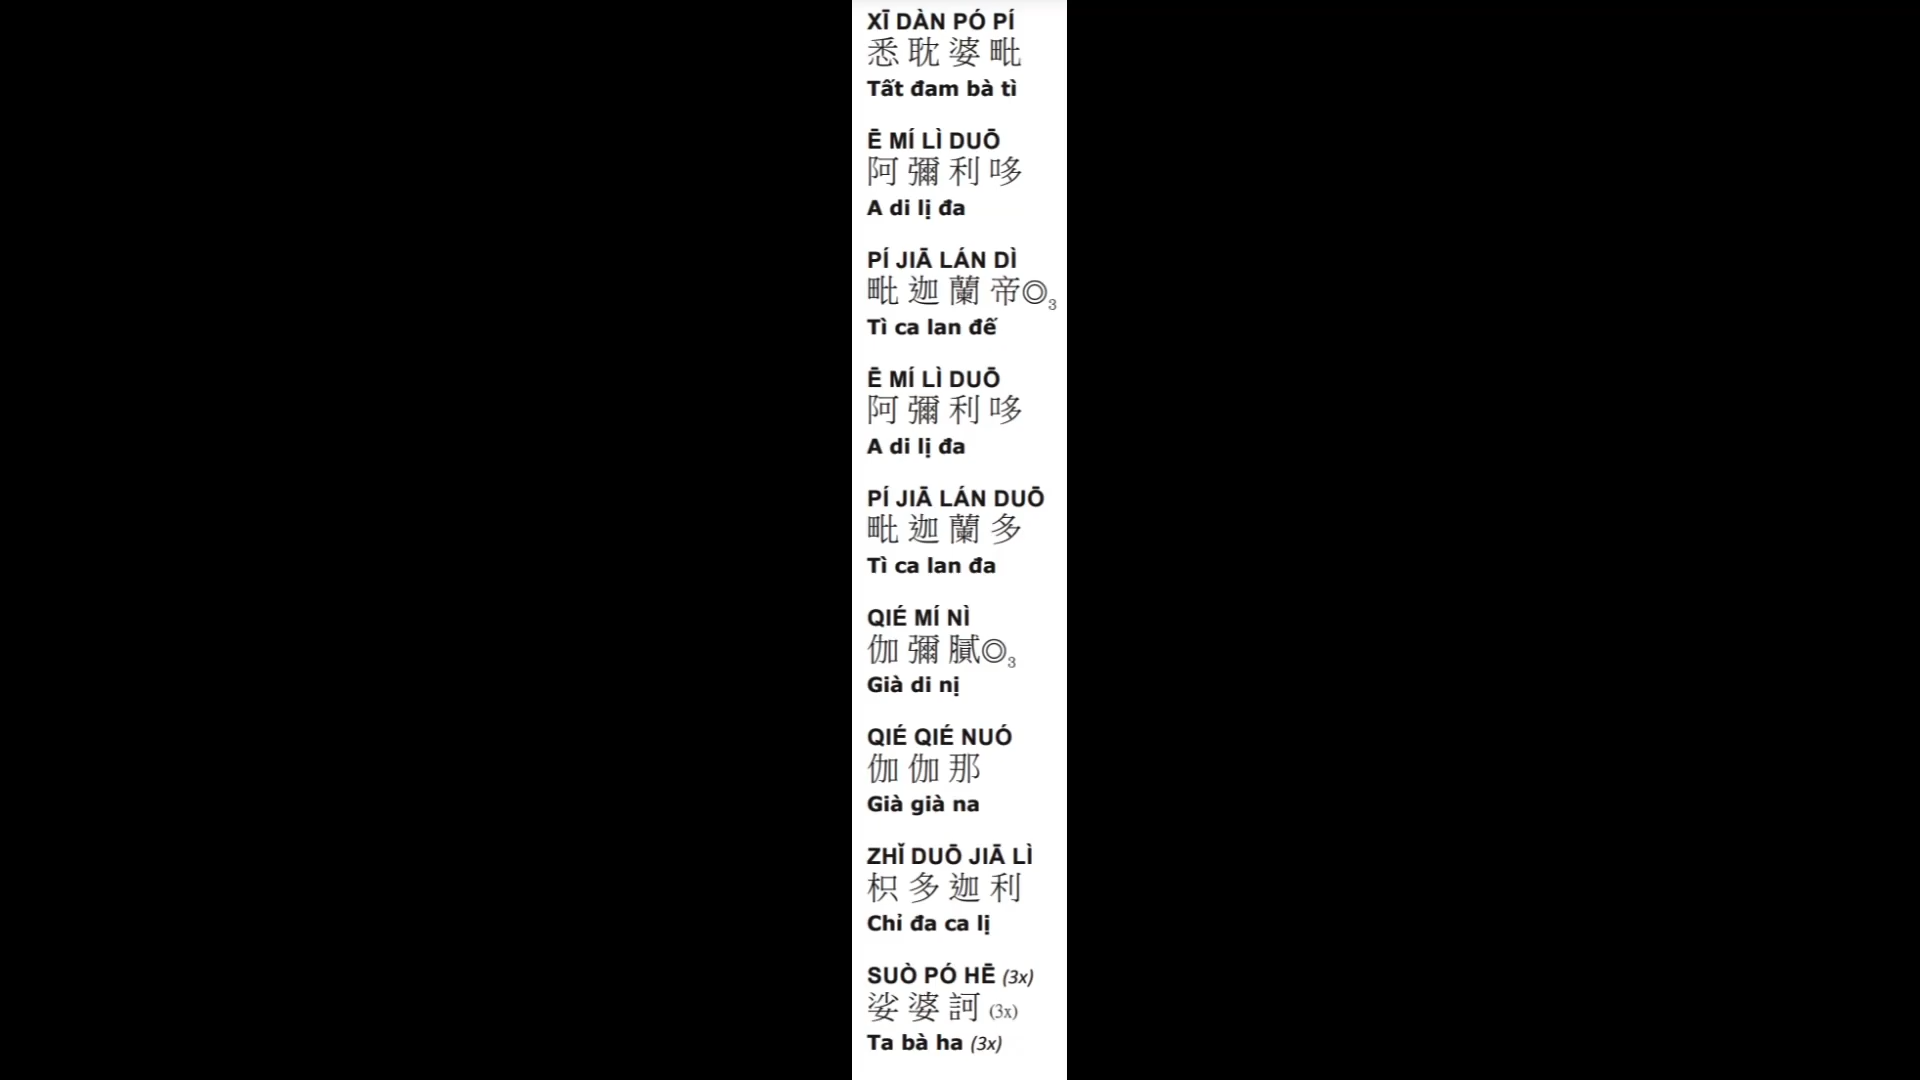 XĪ DÀN PÓ PÍ
悉 耽 婆 毗
Tất đam bà tì
Ē MÍ LÌ DUŌ
阿 彌 利 哆
A di lị đa
PÍ JIĀ LÁN DÌ
毗 迦 蘭 帝◎3
Tì ca lan đế
Ē MÍ LÌ DUŌ
阿 彌 利 哆
A di lị đa
PÍ JIĀ LÁN DUŌ
毗 迦 蘭 多
Tì ca lan đa
QIÉ MÍ NÌ
伽 彌 膩◎3
Già di nị
QIÉ QIÉ NUÓ
伽 伽 那
Già già na
ZHǏ DUŌ JIĀ LÌ
枳 多 迦 利
Chỉ đa ca lị
SUÒ PÓ HĒ (3x)
娑 婆 訶 (3x)
Ta bà ha (3x)